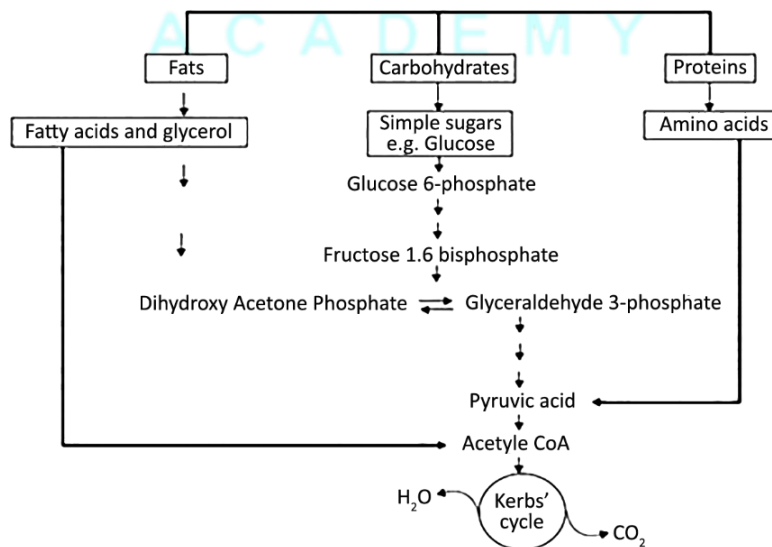 ACADEMY
Fats
Carbohydrates
Proteins
Fatty acids and glycerol
Simple sugars
e.g. Glucose
Amino acids
Glucose 6-phosphate
Fructose 1.6 bisphosphate
Dihydroxy Acetone Phosphate
Glyceraldehyde 3-phosphate
Pyruvic acid
Acetyle CoA
H₂O
Kerbs'
cycle
CO₂